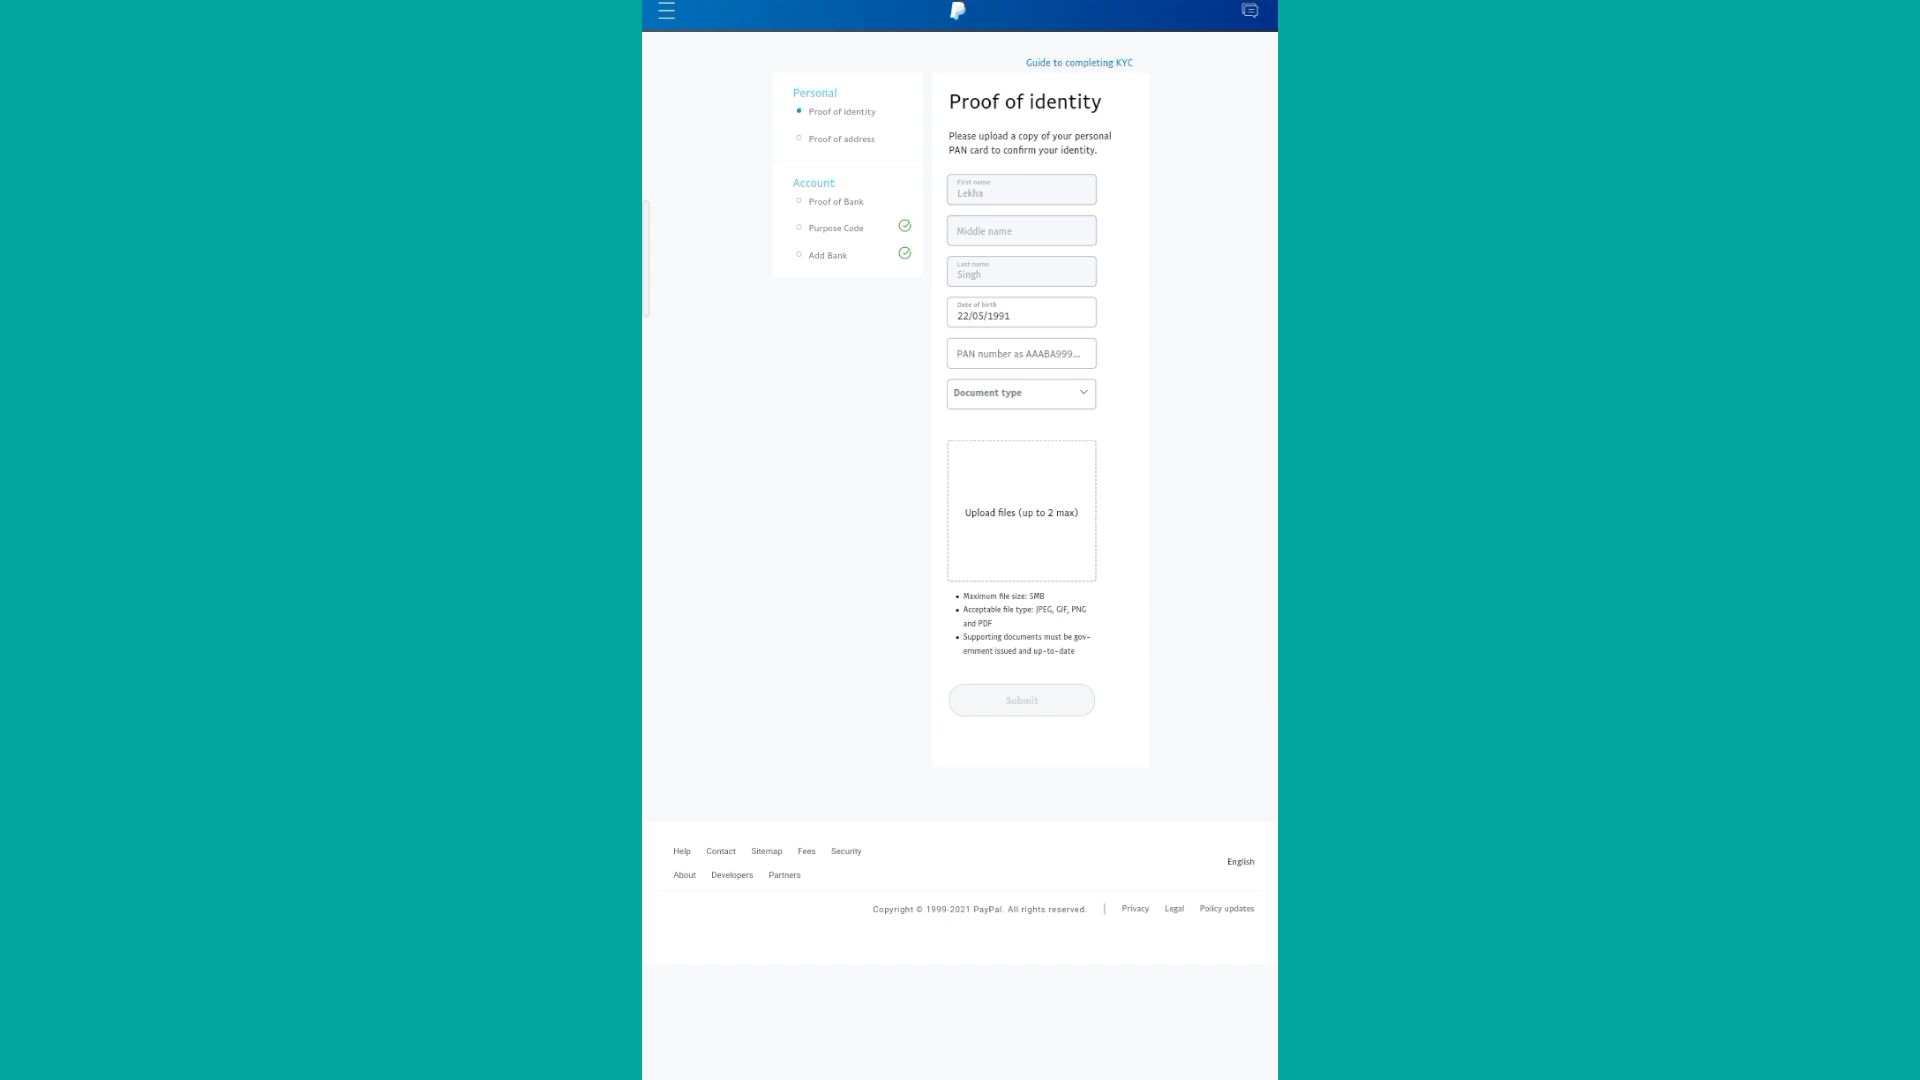 Guide to completing KYC
Personal
Proof of identity
Proof of address
Account
Proof of Bank
Purpose Code
Add Bank
Proof of identity
Please upload a copy of your personal
PAN card to confirm your identity.
First name
Lekha
Middle name
Last name
Singh
Date of birth
22/05/1991
PAN number as AAABA999...
Document type
Upload files (up to 2 max)
• Maximum file size: 5MB
• Acceptable file type: JPEG, GIF, PNG
and PDF
• Supporting documents must be gov-
ernment issued and up-to-date
Submit
Help Contact Sitemap Fees Security
About Developers Partners
English
Copyright © 1999-2021 PayPal. All rights reserved. | Privacy Legal Policy updates